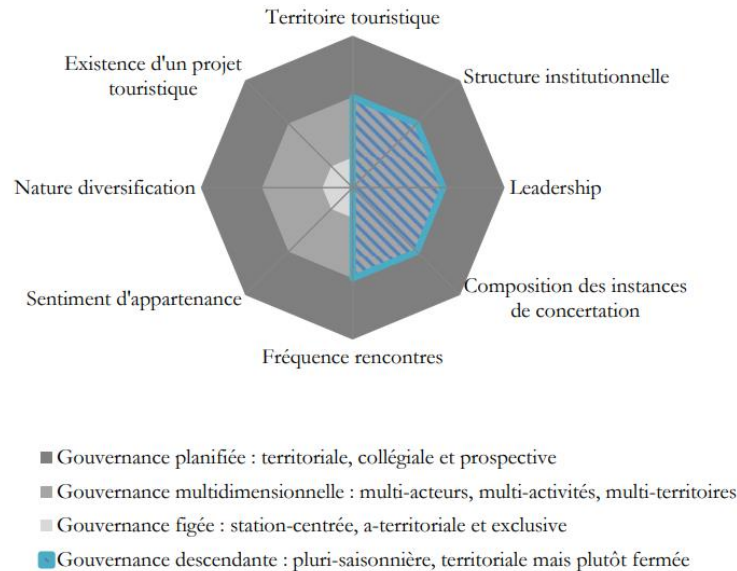 Territoire touristique
Existence d'un projet
touristique
Structure institutionnelle
Nature diversification
Leadership
Sentiment d'appartenance
Composition des instances
de concertation
Fréquence rencontres
Gouvernance planifiée : territoriale, collégiale et prospective
Gouvernance multidimensionnelle : multi-acteurs, multi-activités, multi-territoires
Gouvernance figée : station-centrée, a-territoriale et exclusive
Gouvernance descendante : pluri-saisonnière, territoriale mais plutôt fermée